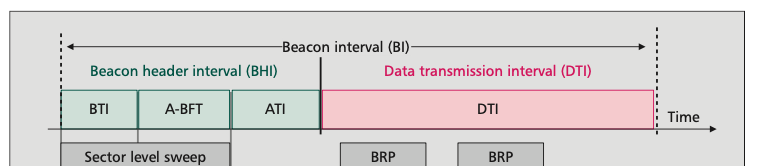 Beacon interval (BI)
Beacon header interval (BHI)
Data transmission interval (DTI)
BTI
A-BFT
ATI
DTI
Time
Sector level sweep
BRP
BRP